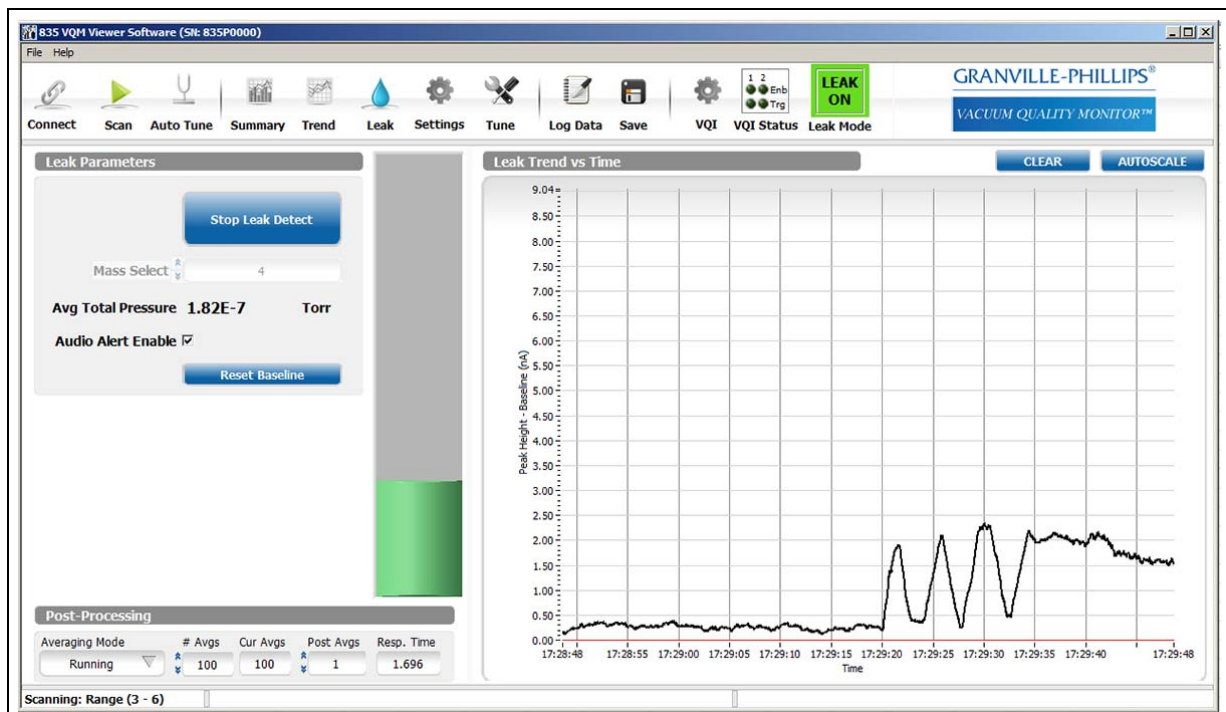 835 VQM Viewer Software (SN: 835P0000)
File Help
Connect Scan Auto Tune Summary Trend Leak Settings Tune Log Data Save VQI VQI Status Leak Mode
1 2
Enb
Trg
LEAK
ON
GRANVILLE-PHILLIPS®
VACUUM QUALITY MONITOR™
Leak Parameters
Stop Leak Detect
Mass Select 4
Avg Total Pressure 1.82E-7 Torr
Audio Alert Enable
Reset Baseline
Leak Trend vs Time
CLEAR AUTOSCALE
Peak Height - Baseline (nA)
9.04
8.50
8.00
7.50
7.00
6.50
6.00
5.50
5.00
4.50
4.00
3.50
3.00
2.50
2.00
1.50
1.00
0.50
0.00
17:28:48 17:28:55 17:29:00 17:29:05 17:29:10 17:29:15 17:29:20 17:29:25 17:29:30 17:29:35 17:29:40 17:29:48
Time
Post-Processing
Averaging Mode # Avgs Cur Avgs Post Avgs Resp. Time
Running 100 100 1 1.696
Scanning: Range (3 - 6)